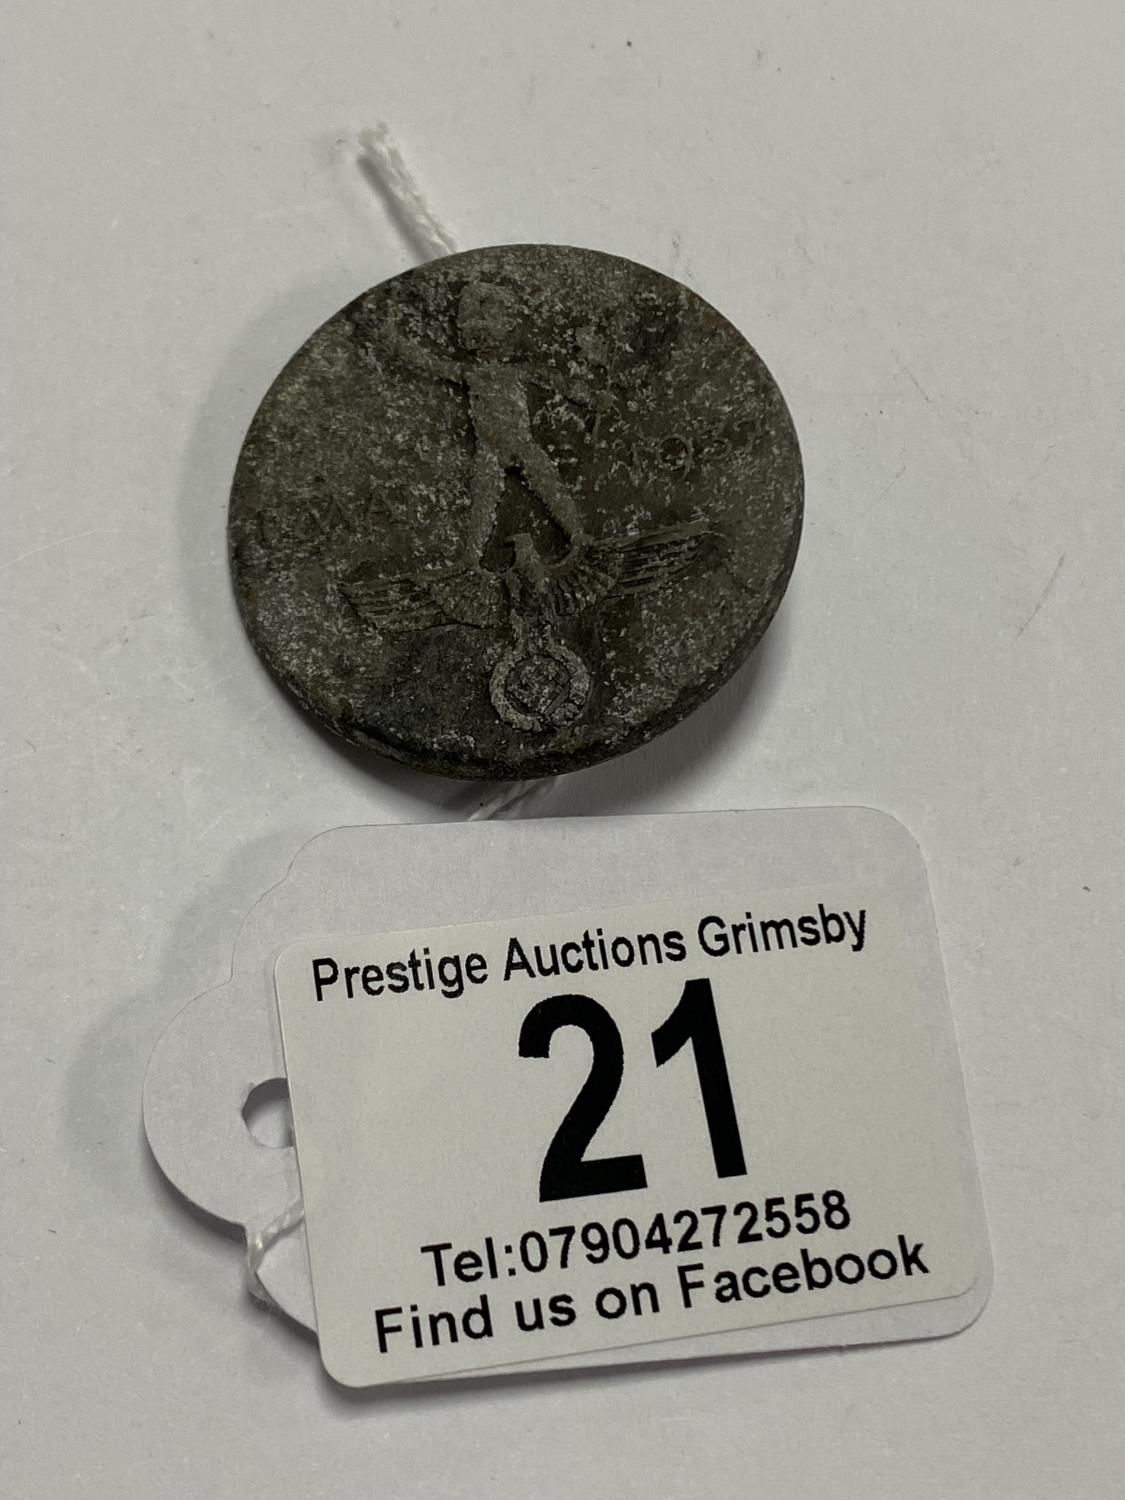 Prestige Auctions Grimsby
21
Tel:07904272558
Find us on Facebook